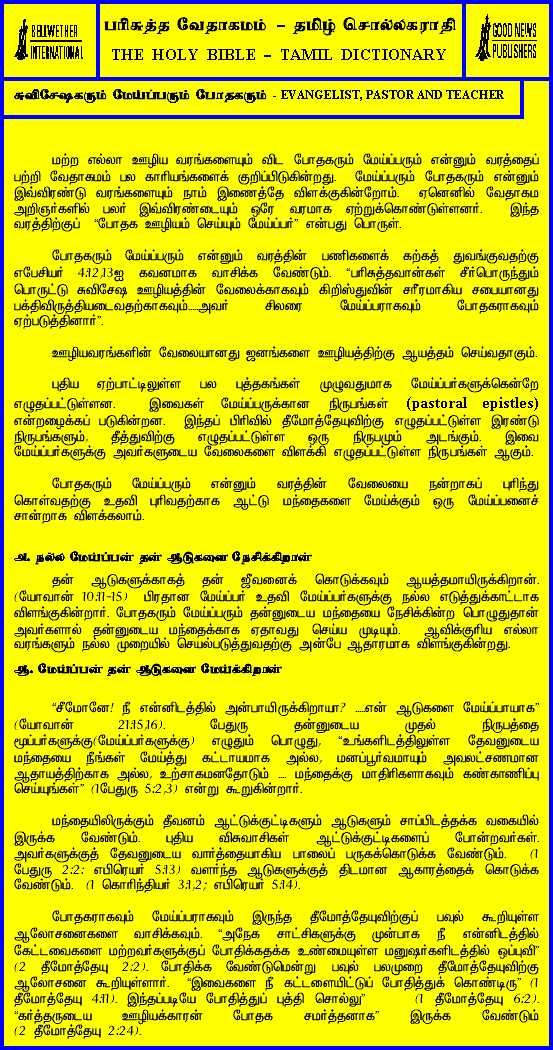 BELLWETHER
INTERNATIONAL
பரிசுத்த வேதாகமம் – தமிழ் சொல்லகராதி
THE HOLY BIBLE – TAMIL DICTIONARY
GOOD NEWS
PUBLISHERS
சுவிசேஷகரும் மேய்ப்பரும் போதகரும் - EVANGELIST, PASTOR AND TEACHER
மற்ற எல்லா ஊழிய வரங்களையும் விட போதகரும் மேய்ப்பரும் என்னும் வரத்தைப்
பற்றி வேதாகமம் பல காரியங்களைக் குறிப்பிடுகின்றது. மேய்ப்பரும் போதகரும் என்னும்
இவ்விரண்டு வரங்களையும் நாம் இணைத்தே விளக்குகின்றோம். ஏனெனில் வேதாகம
அறிஞர்களில் பலர் இவ்விரண்டையும் ஒரே வரமாக ஏற்றுக்கொண்டுள்ளனர். இந்த
வரத்திற்குப் “போதக ஊழியம் செய்யும் மேய்ப்பர்” என்பது பொருள்.
போதகரும் மேய்ப்பரும் என்னும் வரத்தின் பணிகளைக் கற்கத் துவங்குவதற்கு
எபேசியர் 4:12,13ஐ கவனமாக வாசிக்க வேண்டும். “பரிசுத்தவான்கள் சீர்பொருந்தும்
பொருட்டு சுவிசேஷ ஊழியத்தின் வேலைக்காகவும் கிறிஸ்துவின் சரீரமாகிய சபையானது
பக்திவிருத்தியடைவதற்காகவும்.....அவர் சிலரை மேய்ப்பராகவும் போதகராகவும்
ஏற்படுத்தினார்”.
ஊழியவரங்களின் வேலையானது ஜனங்களை ஊழியத்திற்கு ஆயத்தம் செய்வதாகும்.
புதிய ஏற்பாட்டிலுள்ள பல புத்தகங்கள் முழுவதுமாக மேய்ப்பர்களுக்கென்றே
எழுதப்பட்டுள்ளன. இவைகள் மேய்ப்பருக்கான நிருபங்கள் (pastoral epistles)
என்றழைக்கப் படுகின்றன. இந்தப் பிரிவில் தீமோத்தேயுவிற்கு எழுதப்பட்டுள்ள இரண்டு
நிருபங்களும், தீத்துவிற்கு எழுதப்பட்டுள்ள ஒரு நிருபமும் அடங்கும். இவை
மேய்ப்பர்களுக்கு அவர்களுடைய வேலைகளை விளக்கி எழுதப்பட்டுள்ள நிருபங்கள் ஆகும்.
போதகரும் மேய்ப்பரும் என்னும் வரத்தின் வேலையை நன்றாகப் புரிந்து
கொள்வதற்கு உதவி புரிவதற்காக ஆட்டு மந்தைகளை மேய்க்கும் ஒரு மேய்ப்பனைச்
சான்றாக விளக்கலாம்.
அ. நல்ல மேய்ப்பன் தன் ஆடுகளை நேசிக்கிறான்
தன் ஆடுகளுக்காகத் தன் ஜீவனைக் கொடுக்கவும் ஆயத்தமாயிருக்கிறான்.
(யோவான் 10:11-15) பிரதான மேய்ப்பர் உதவி மேய்ப்பர்களுக்கு நல்ல எடுத்துக்காட்டாக
விளங்குகின்றார். போதகரும் மேய்ப்பரும் தன்னுடைய மந்தையை நேசிக்கின்ற பொழுதுதான்
அவர்களால் தன்னுடைய மந்தைக்காக ஏதாவது செய்ய முடியும். ஆவிக்குரிய எல்லா
வரங்களும் நல்ல முறையில் செயல்படுத்துவதற்கு அன்பே ஆதாரமாக விளங்குகின்றது.
ஆ. மேய்ப்பன் தன் ஆடுகளை மேய்க்கிறான்
“சீமோனே! நீ என்னிடத்தில் அன்பாயிருக்கிறாயா? ....என் ஆடுகளை மேய்ப்பாயாக”
(யோவான் 21:15,16). பேதுரு தன்னுடைய முதல் நிருபத்தை
மூப்பர்களுக்கு(மேய்ப்பர்களுக்கு) எழுதும் பொழுது, “உங்களிடத்திலுள்ள தேவனுடைய
மந்தையை நீங்கள் மேய்த்து கட்டாயமாக அல்ல, மனப்பூர்வமாயும் அவலட்சணமான
ஆதாயத்திற்காக அல்ல, உற்சாகமனதோடும் .... மந்தைக்கு மாதிரிகளாகவும் கண்காணிப்பு
செய்யுங்கள்” (1பேதுரு 5:2,3) என்று கூறுகின்றார்.
மந்தையிலிருக்கும் தீவனம் ஆட்டுக்குட்டிகளும் ஆடுகளும் சாப்பிடத்தக்க வகையில்
இருக்க வேண்டும். புதிய விசுவாசிகள் ஆட்டுக்குட்டிகளைப் போன்றவர்கள்.
அவர்களுக்குத் தேவனுடைய வார்த்தையாகிய பாலைப் பருகக்கொடுக்க வேண்டும். (1
பேதுரு 2:2: எபிரெயர் 5:13) வளர்ந்த ஆடுகளுக்குத் திடமான ஆகாரத்தைக் கொடுக்க
வேண்டும். (1 கொரிந்தியர் 3:1,2; எபிரெயர் 5:14).
போதகராகவும் மேய்ப்பராகவும் இருந்த தீமோத்தேயுவிற்குப் பவுல் கூறியுள்ள
ஆலோசனைகளை வாசிக்கவும். “அநேக சாட்சிகளுக்கு முன்பாக நீ என்னிடத்தில்
கேட்டவைகளை மற்றவர்களுக்குப் போதிக்கதக்க உண்மையுள்ள மனுஷர்களிடத்தில் ஒப்புவி”
(2 தீமோத்தேயு 2:2). போதிக்க வேண்டுமென்று பவுல் பலமுறை தீமோத்தேயுவிற்கு
ஆலோசனை கூறியுள்ளார். “இவைகளை நீ கட்டளையிட்டுப் போதித்துக் கொண்டிரு” (1
தீமோத்தேயு 4:11). இந்தப்படியே போதித்துப் புத்தி சொல்லு” (1 தீமோத்தேயு 6:2).
“கர்த்தருடைய ஊழியக்காரன் போதக சமர்த்தனாக” இருக்க வேண்டும்
(2 தீமோத்தேயு 2:24).